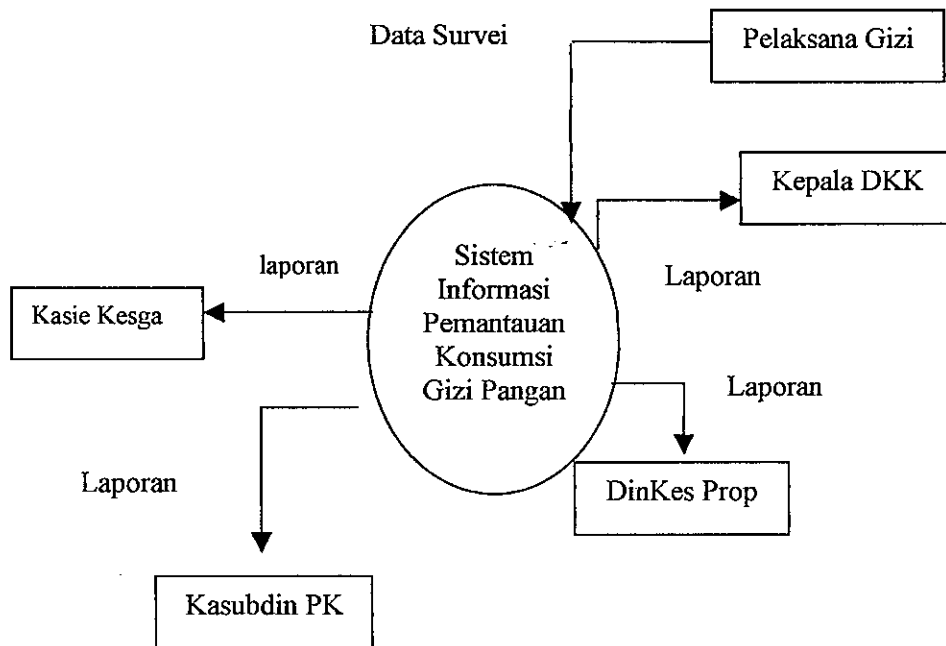 Data Survei
Pelaksana Gizi
Kepala DKK
Sistem
Informasi
Pemantauan
Konsumsi
Gizi Pangan
laporan
Laporan
Kasie Kesga
Laporan
Laporan
DinKes Prop
Kasubdin PK